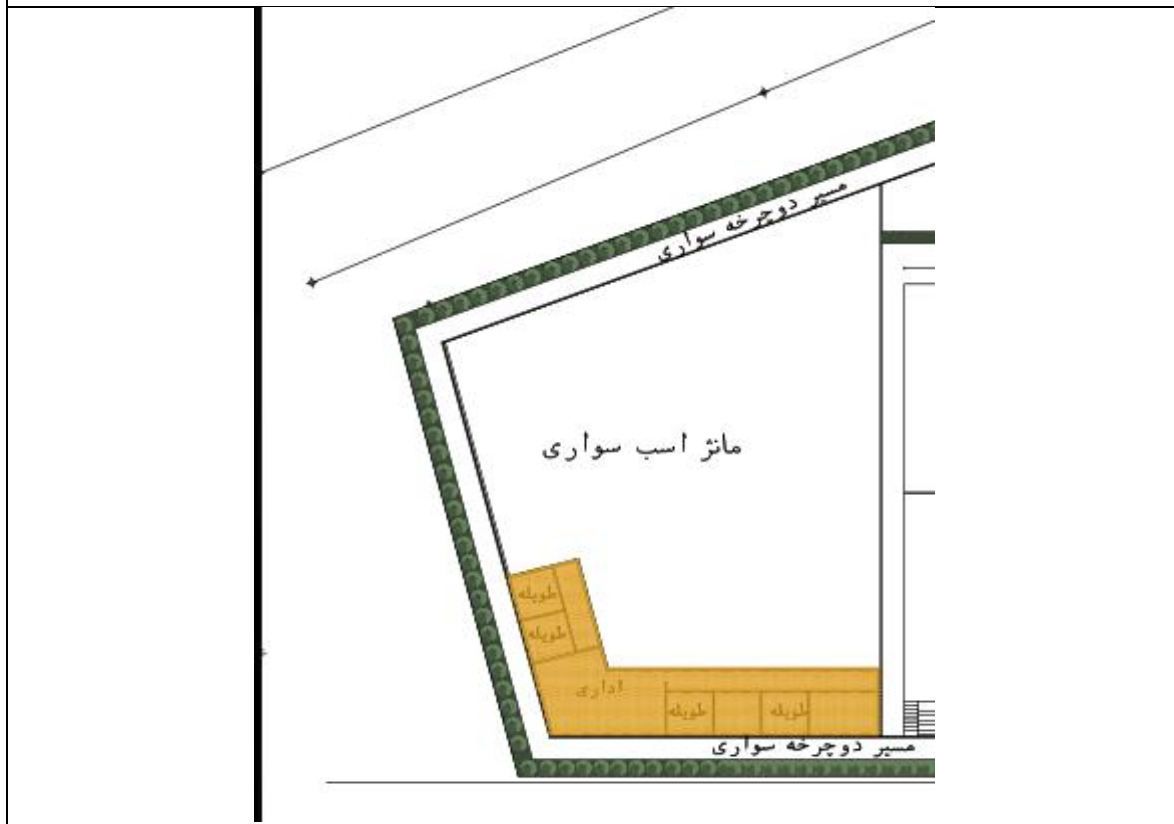 مسیر دوچرخه سواری
مانژ اسب سواری
طویله
طویله
اداری
طویله
طویله
مسیر دوچرخه سواری